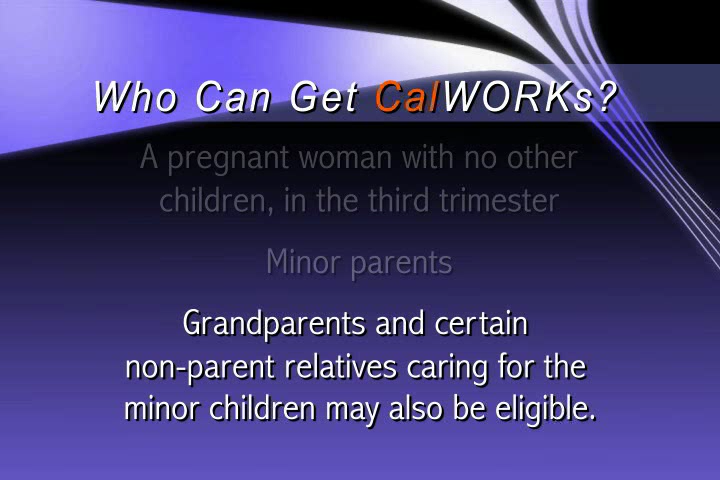 Who Can Get CalWORKs?
A pregnant woman with no other
children, in the third trimester
Minor parents
Grandparents and certain
non-parent relatives caring for the
minor children may also be eligible.